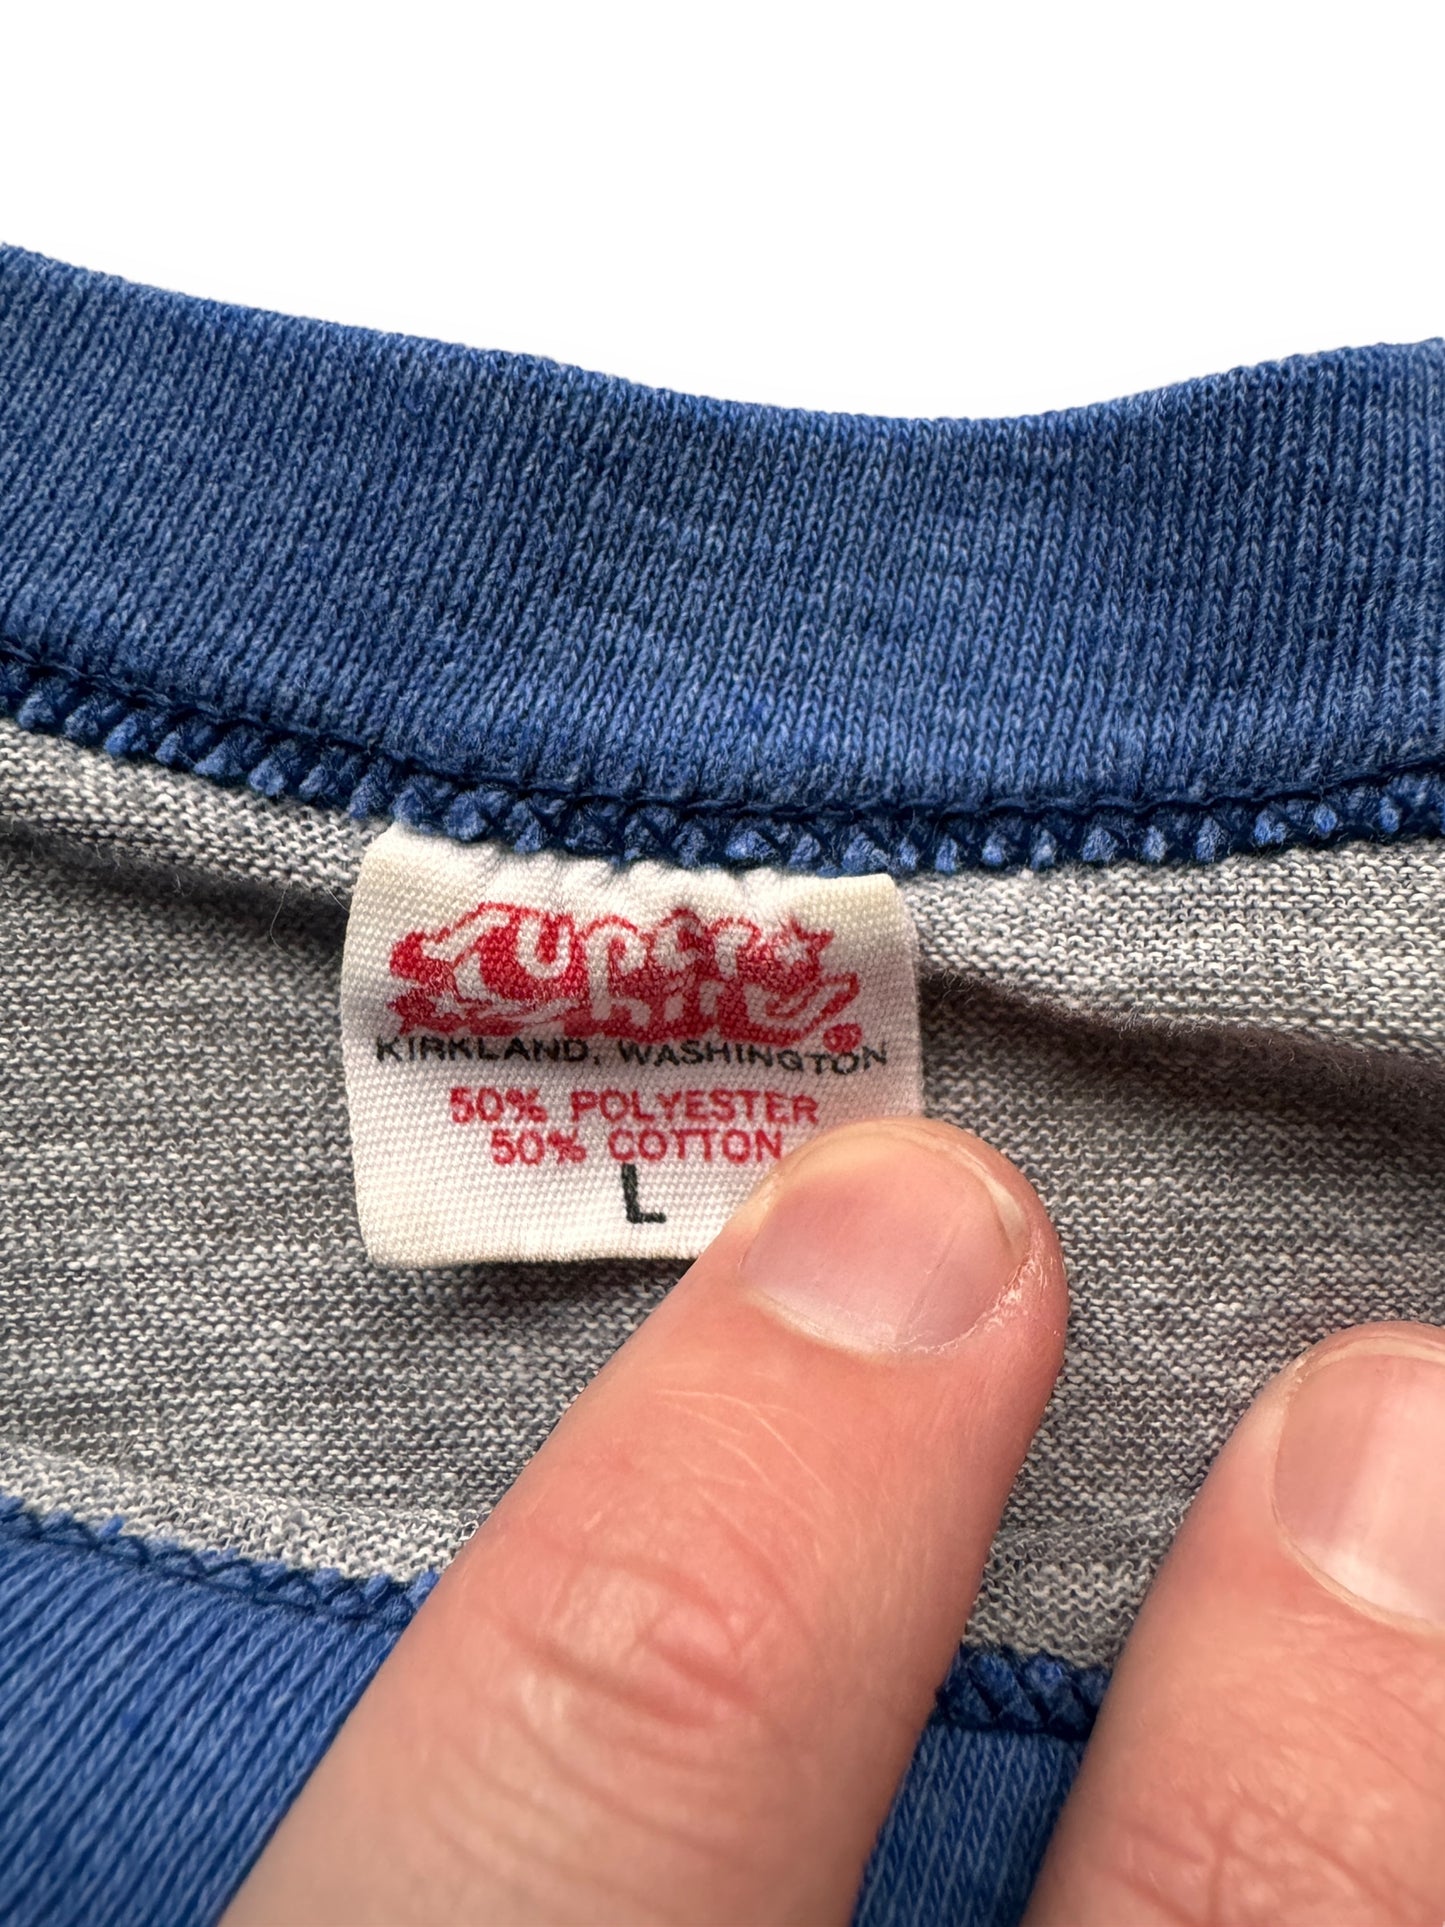 KIRKLAND, WASHINGTON
50% POLYESTER
50% COTTON
L